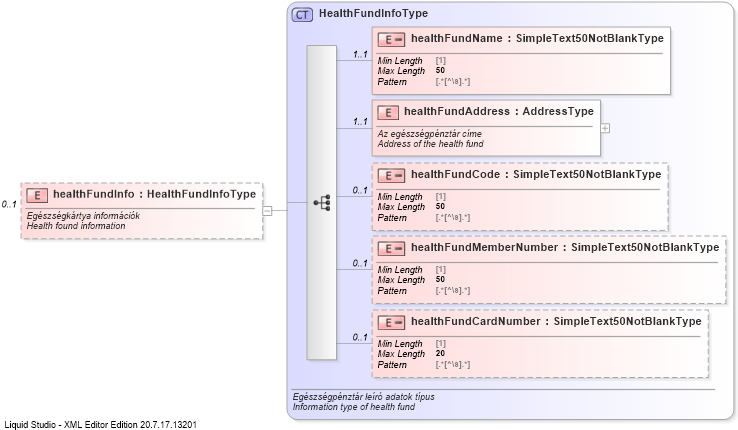 CT HealthFundInfoType
E healthFundName : SimpleText50NotBlankType
1..1
Min Length [1]
Max Length 50
Pattern [.*[^\s].*]
E healthFundAddress : AddressType
1..1
Az egészségpénztár címe
Address of the health fund
E healthFundCode : SimpleText50NotBlankType
0..1
Min Length [1]
Max Length 50
Pattern [.*[^\s].*]
0..1
E healthFundInfo : HealthFundInfoType
Egészségkártya információk
Health found information
E healthFundMemberNumber : SimpleText50NotBlankType
0..1
Min Length [1]
Max Length 50
Pattern [.*[^\s].*]
E healthFundCardNumber : SimpleText50NotBlankType
0..1
Min Length [1]
Max Length 20
Pattern [.*[^\s].*]
Egészségpénztár leíró adatok típus
Information type of health fund
Liquid Studio - XML Editor Edition 20.7.17.13201